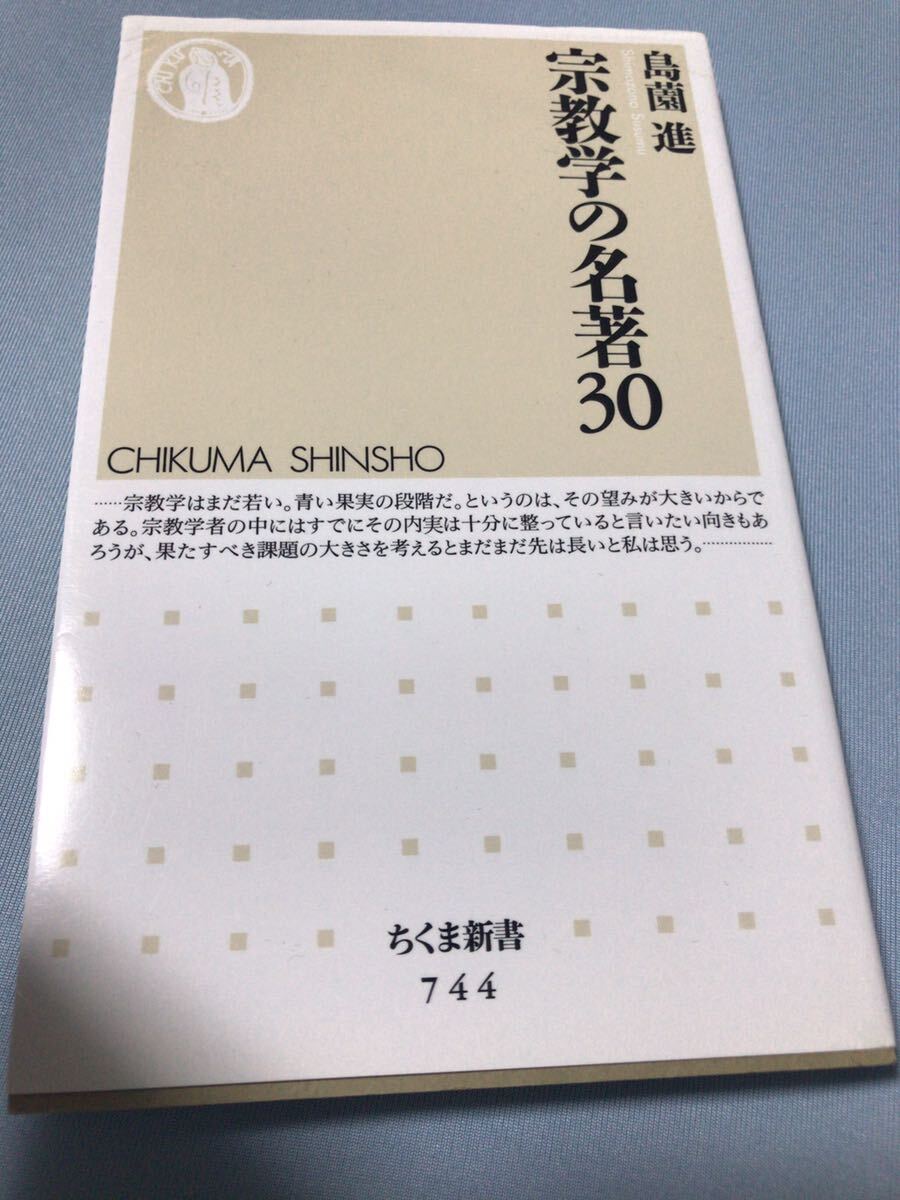 島薗 進
Shimazono Susumu
宗教学の名著30
CHIKUMA SHINSHO
……宗教学はまだ若い。青い果実の段階だ。というのは、その望みが大きいからで
ある。宗教学者の中にはすでにその内実は十分に整っていると言いたい向きもあ
ろうが、果たすべき課題の大きさを考えるとまだまだ先は長いと私は思う。……………
ちくま新書
744